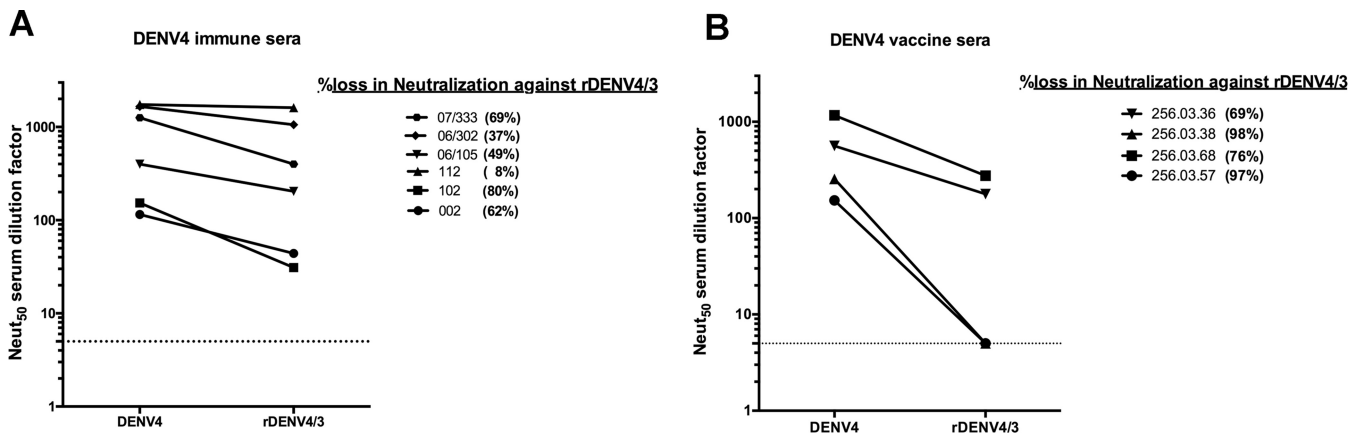 A
DENV4 immune sera
%loss in Neutralization against rDENV4/3
07/333 (69%)
06/302 (37%)
06/105 (49%)
112 ( 8%)
102 (80%)
002 (62%)
Neut50 serum dilution factor
1000
100
10
1
DENV4 rDENV4/3
B
DENV4 vaccine sera
%loss in Neutralization against rDENV4/3
256.03.36 (69%)
256.03.38 (98%)
256.03.68 (76%)
256.03.57 (97%)
Neut50 serum dilution factor
1000
100
10
1
DENV4 rDENV4/3